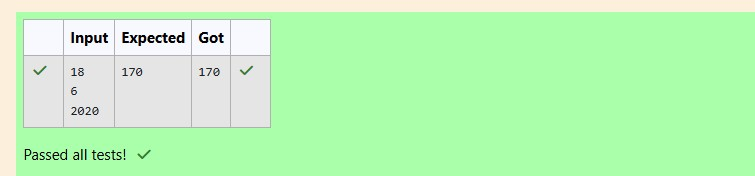 Input Expected Got
18 170 170
6
2020
Passed all tests!